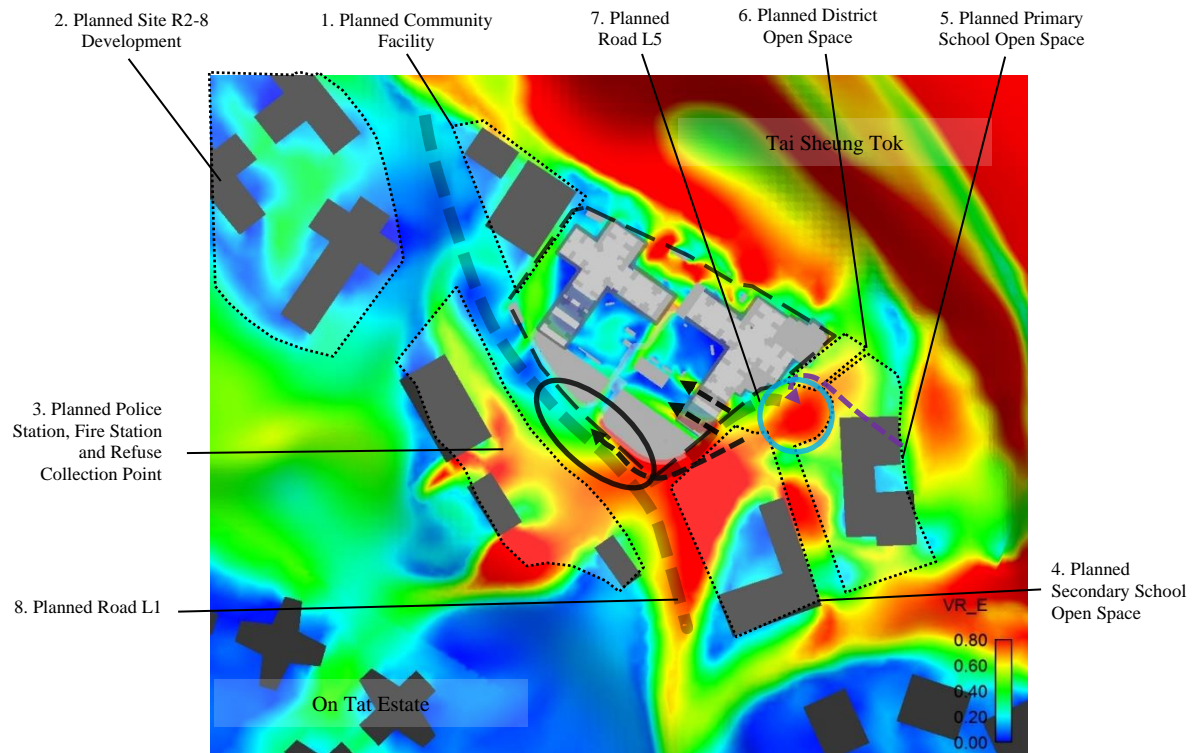 2. Planned Site R2-8
Development
1. Planned Community
Facility
7. Planned
Road L5
6. Planned District
Open Space
5. Planned Primary
School Open Space
Tai Sheung Tok
3. Planned Police
Station, Fire Station
and Refuse
Collection Point
4. Planned
Secondary School
Open Space
8. Planned Road L1
VR_E
0.80
0.60
0.40
0.20
0.00
On Tat Estate